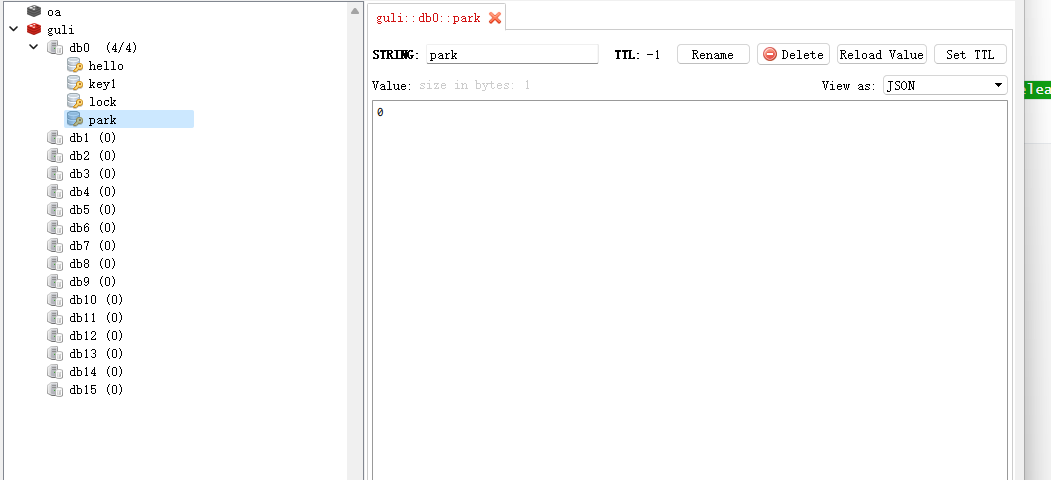 oa
guli
db0 (4/4)
hello
key1
lock
park
db1 (0)
db2 (0)
db3 (0)
db4 (0)
db5 (0)
db6 (0)
db7 (0)
db8 (0)
db9 (0)
db10 (0)
db11 (0)
db12 (0)
db13 (0)
db14 (0)
db15 (0)
guli::db0::park
STRING: park TTL: -1 Rename Delete Reload Value Set TTL
Value: size in bytes: 1 View as: JSON
0